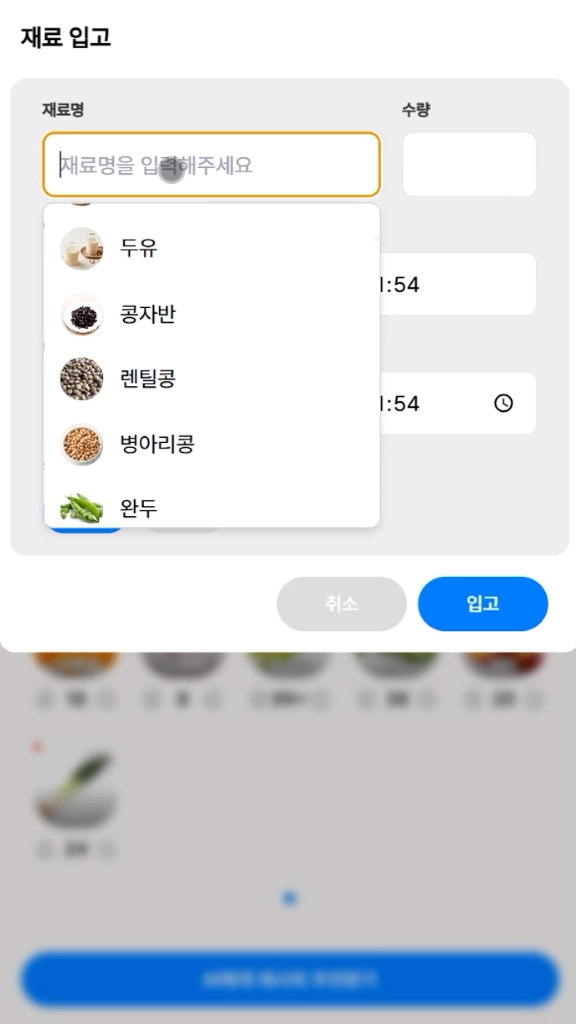 재료 입고
재료명 수량
재료명을 입력해주세요
두유
콩자반
1:54
렌틸콩
병아리콩
1:54
완두
취소 입고